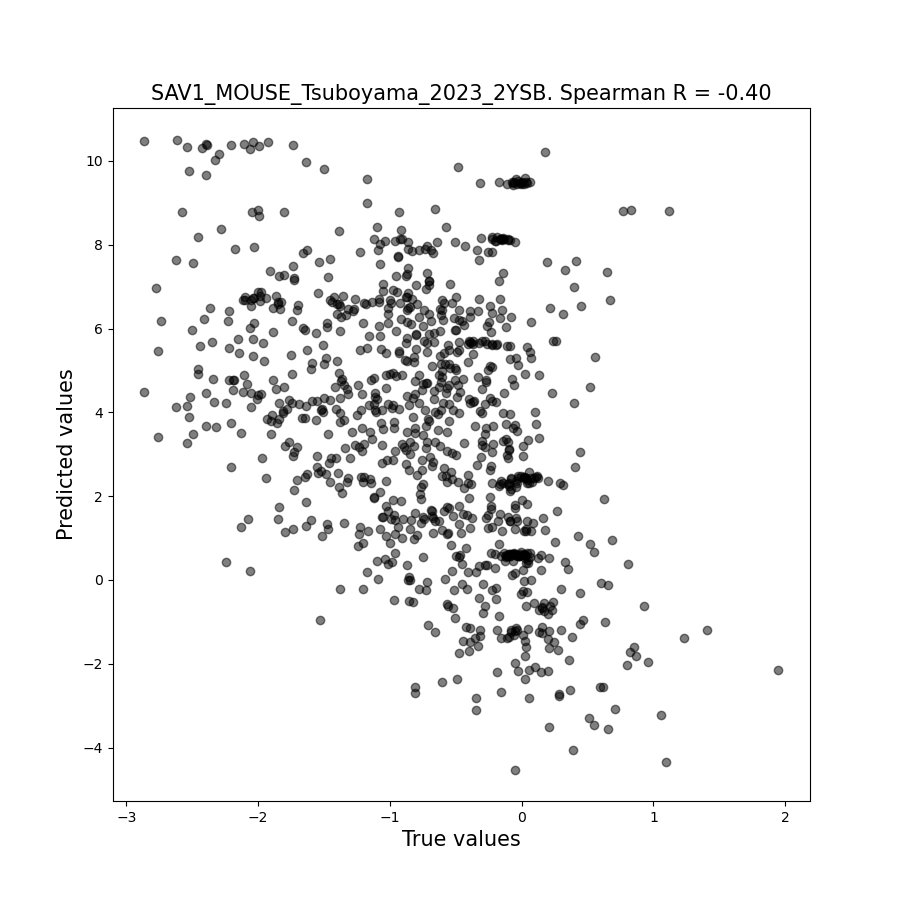 SAV1_MOUSE_Tsuboyama_2023_2YSB. Spearman R = -0.40
10
8
6
4
2
0
−2
−4
Predicted values
−3 −2 −1 0 1 2
True values